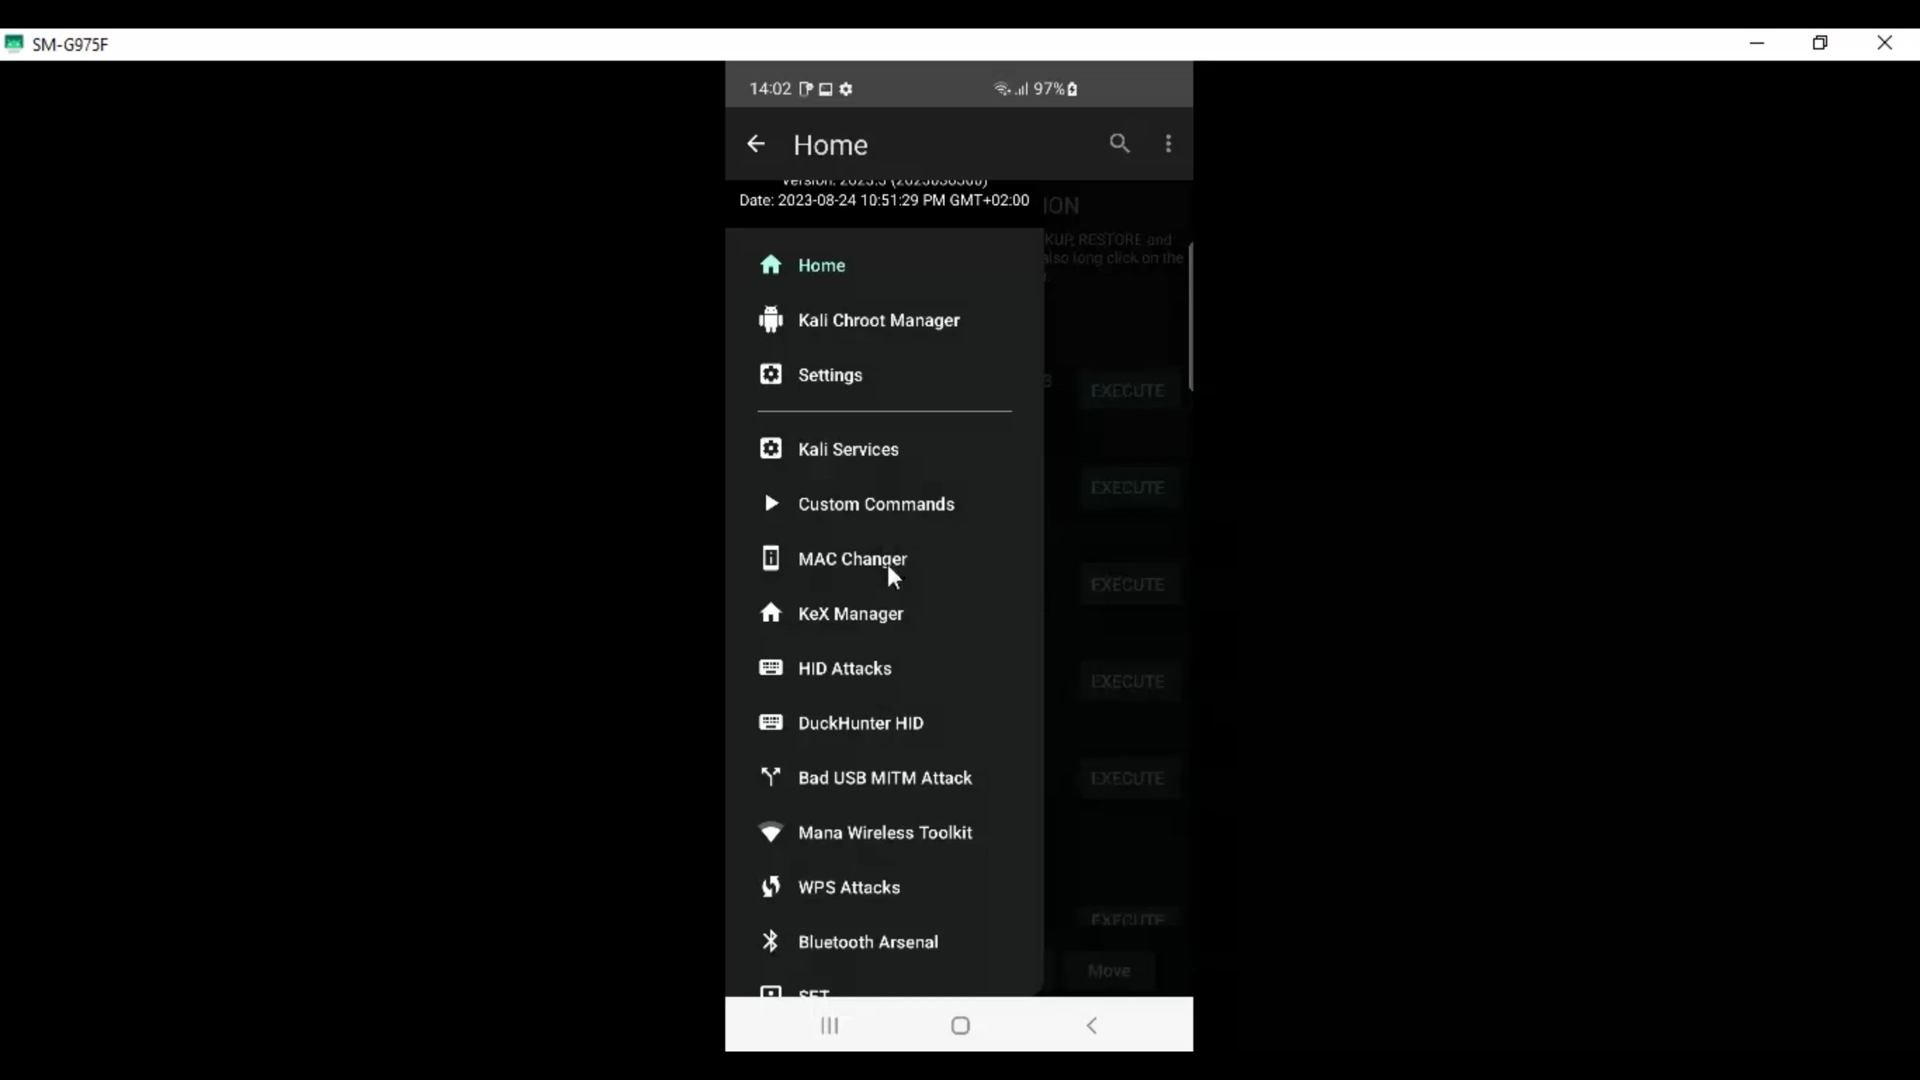 SM-G975F
14:02
97%
Home
Date: 2023-08-24 10:51:29 PM GMT+02:00
ION
KUP, RESTORE and
also long click on the
Home
Kali Chroot Manager
Settings
EXECUTE
Kali Services
EXECUTE
Custom Commands
MAC Changer
EXECUTE
KeX Manager
HID Attacks
EXECUTE
DuckHunter HID
Bad USB MITM Attack
EXECUTE
Mana Wireless Toolkit
WPS Attacks
EXECUTE
Bluetooth Arsenal
Move
SET